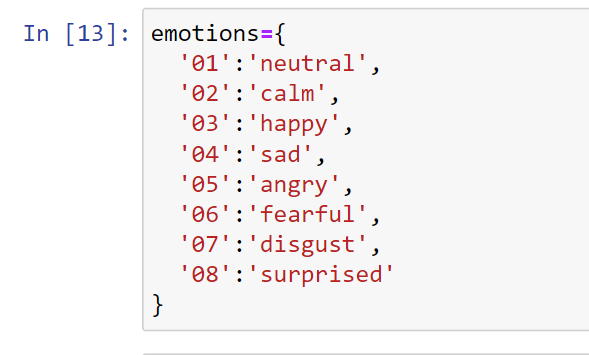 In [13]: emotions={
'01':'neutral',
'02':'calm',
'03':'happy',
'04':'sad',
'05':'angry',
'06':'fearful',
'07':'disgust',
'08':'surprised'
}